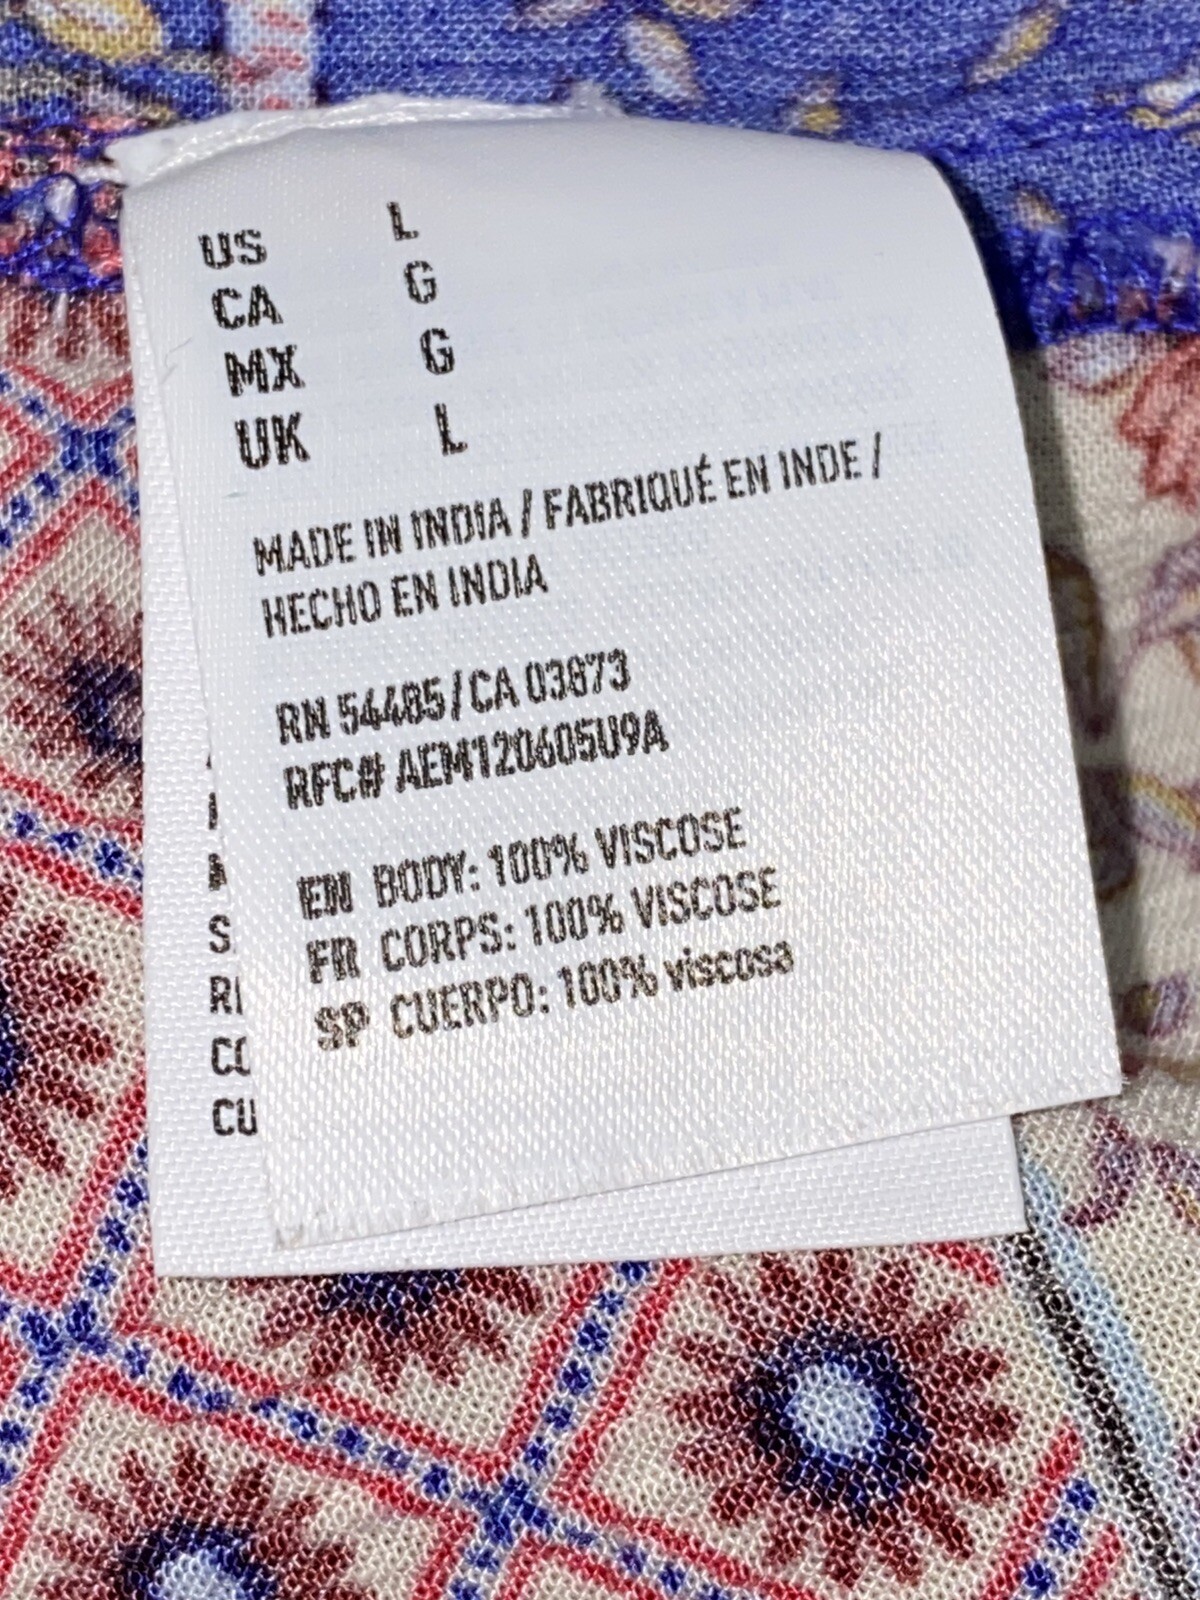 US L
CA G
MX G
UK L
MADE IN INDIA / FABRIQUÉ EN INDE /
HECHO EN INDIA
RN 54485/CA 03873
RFC# AEM120605U9A
EN BODY: 100% VISCOSE
FR CORPS: 100% VISCOSE
SP CUERPO: 100% viscosa